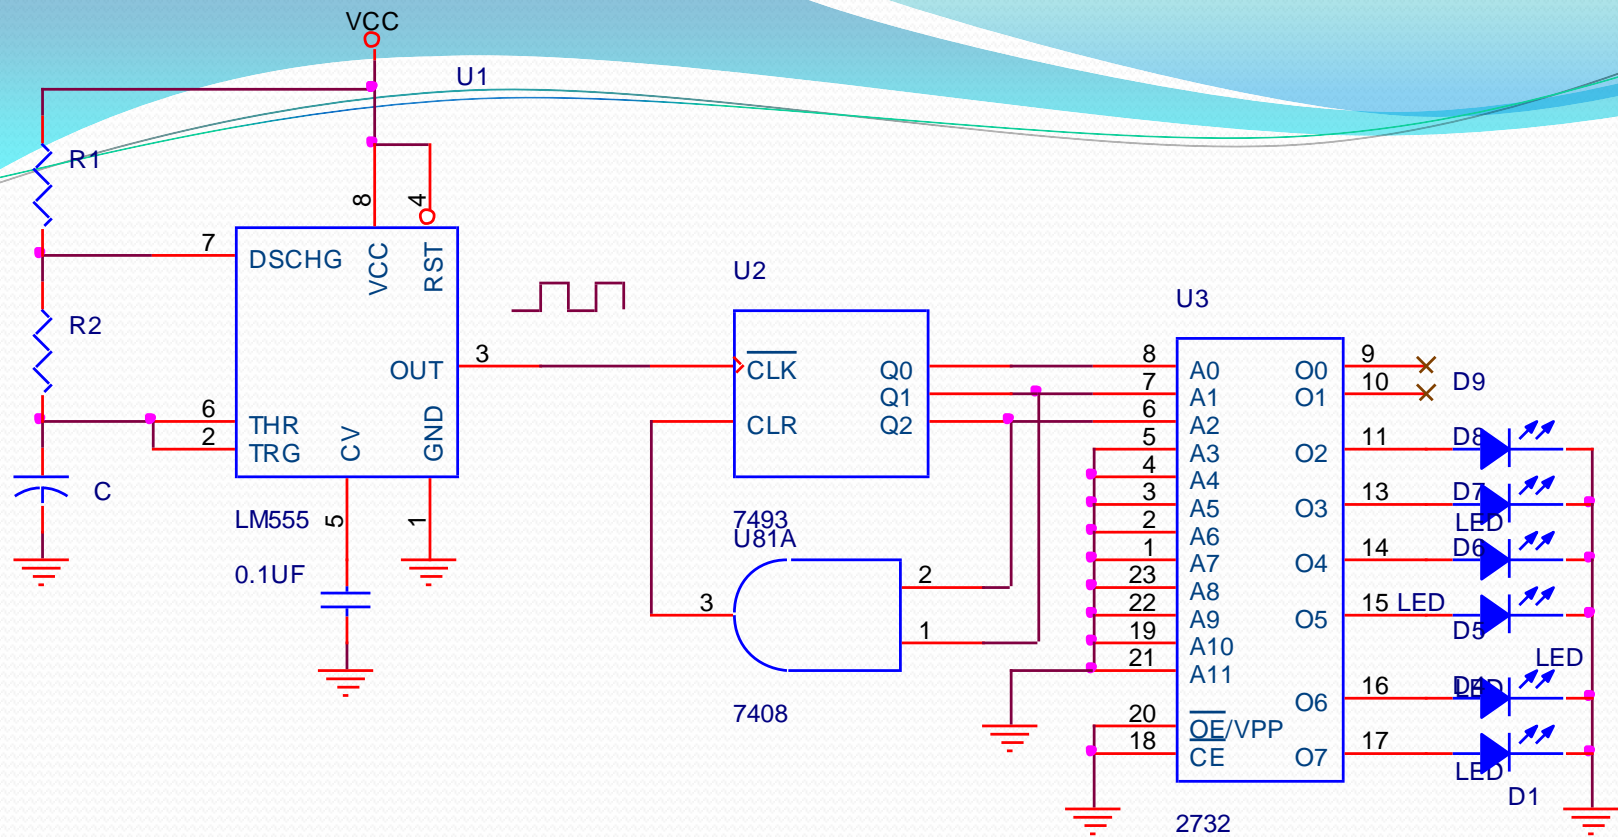 VCC
U1
R1
8
4
7
DSCHG
VCC
RST
R2
OUT
3
6
THR
2
TRG
CV
GND
C
LM555
5
1
0.1UF
U2
CLK
Q0
Q1
CLR
Q2
7493
U81A
2
3
1
7408
U3
8 A0 O0 9
7 A1 O1 10
D9
6 A2
5 A3 O2 11
D8
4 A4
3 A5 O3 13
D7
LED
2 A6
1 A7 O4 14
D6
23 A8
22 A9 O5 15
LED
D5
19 A10
21 A11
LED
O6 16
D4
LED
20 OE/VPP
18 CE O7 17
LED
D1
2732